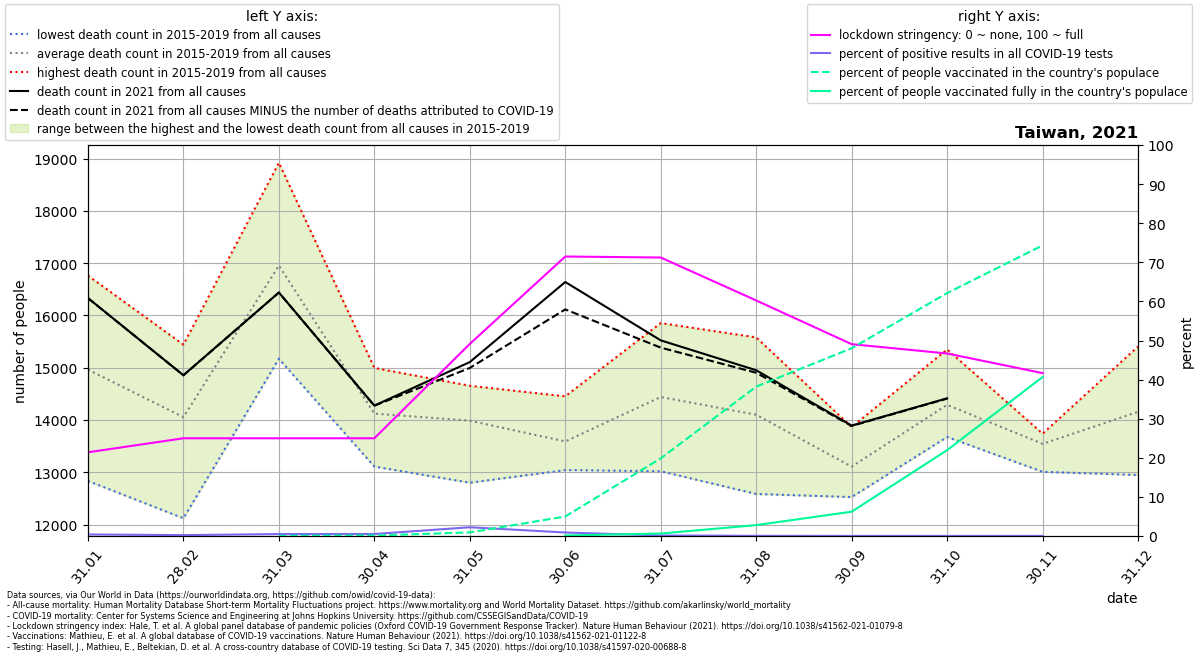 left Y axis:
lowest death count in 2015-2019 from all causes
average death count in 2015-2019 from all causes
highest death count in 2015-2019 from all causes
death count in 2021 from all causes
death count in 2021 from all causes MINUS the number of deaths attributed to COVID-19
range between the highest and the lowest death count from all causes in 2015-2019
right Y axis:
lockdown stringency: 0 ~ none, 100 ~ full
percent of positive results in all COVID-19 tests
percent of people vaccinated in the country's populace
percent of people vaccinated fully in the country's populace
Taiwan, 2021
number of people
19000
18000
17000
16000
15000
14000
13000
12000
100
90
80
70
60
50
40
30
20
10
0
percent
31.01
28.02
31.03
30.04
31.05
30.06
31.07
31.08
30.09
31.10
30.11
31.12
date
Data sources, via Our World in Data (https://ourworldindata.org, https://github.com/owid/covid-19-data):
- All-cause mortality: Human Mortality Database Short-term Mortality Fluctuations project. https://www.mortality.org and World Mortality Dataset. https://github.com/akarlinsky/world_mortality
- COVID-19 mortality: Center for Systems Science and Engineering at Johns Hopkins University. https://github.com/CSSEGISandData/COVID-19
- Lockdown stringency index: Hale, T. et al. A global panel database of pandemic policies (Oxford COVID-19 Government Response Tracker). Nature Human Behaviour (2021). https://doi.org/10.1038/s41562-021-01079-8
- Vaccinations: Mathieu, E. et al. A global database of COVID-19 vaccinations. Nature Human Behaviour (2021). https://doi.org/10.1038/s41562-021-01122-8
- Testing: Hasell, J., Mathieu, E., Beltekian, D. et al. A cross-country database of COVID-19 testing. Sci Data 7, 345 (2020). https://doi.org/10.1038/s41597-020-00688-8